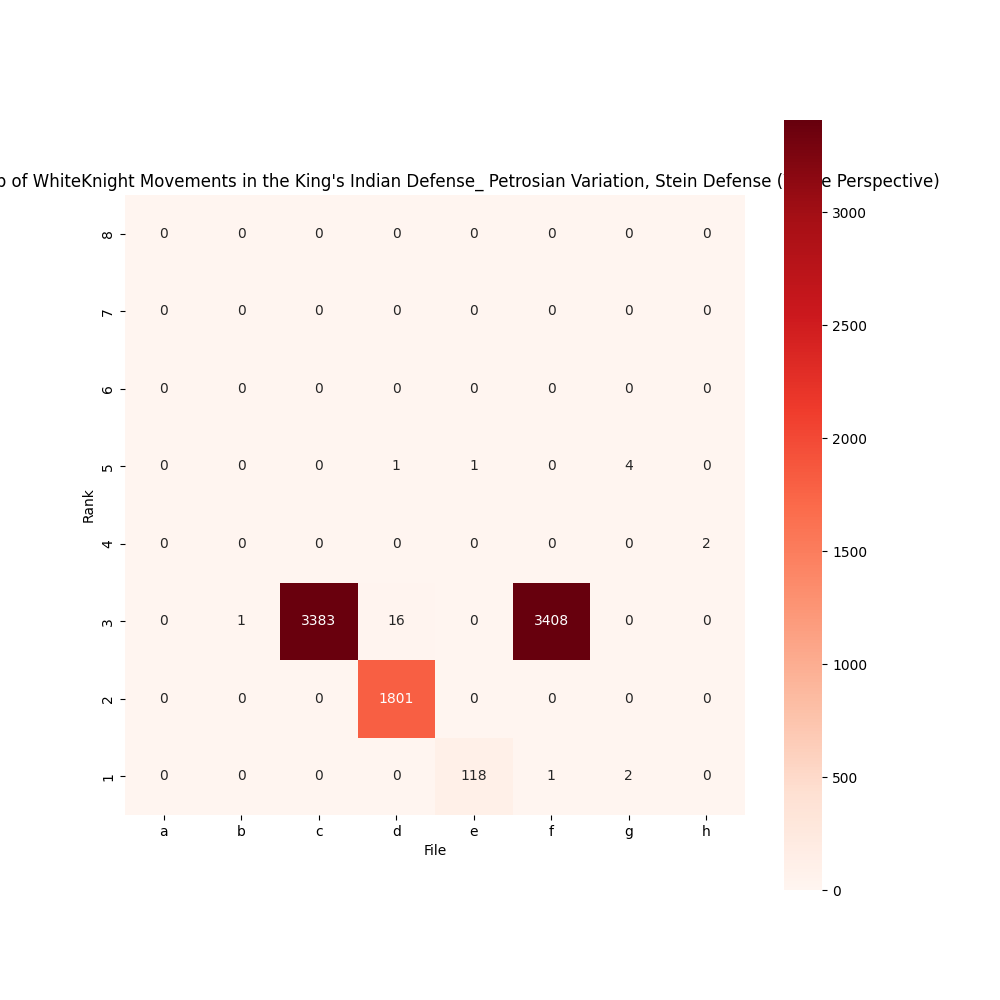 of WhiteKnight Movements in the King's Indian Defense_ Petrosian Variation, Stein Defense ( e Perspective)
8 0 0 0 0 0 0 0 0
7 0 0 0 0 0 0 0 0
6 0 0 0 0 0 0 0 0
5 0 0 0 1 1 0 4 0
4 0 0 0 0 0 0 0 2
3 0 1 3383 16 0 3408 0 0
2 0 0 0 1801 0 0 0 0
1 0 0 0 0 118 1 2 0
a b c d e f g h
File
Rank
3000
2500
2000
1500
1000
500
0